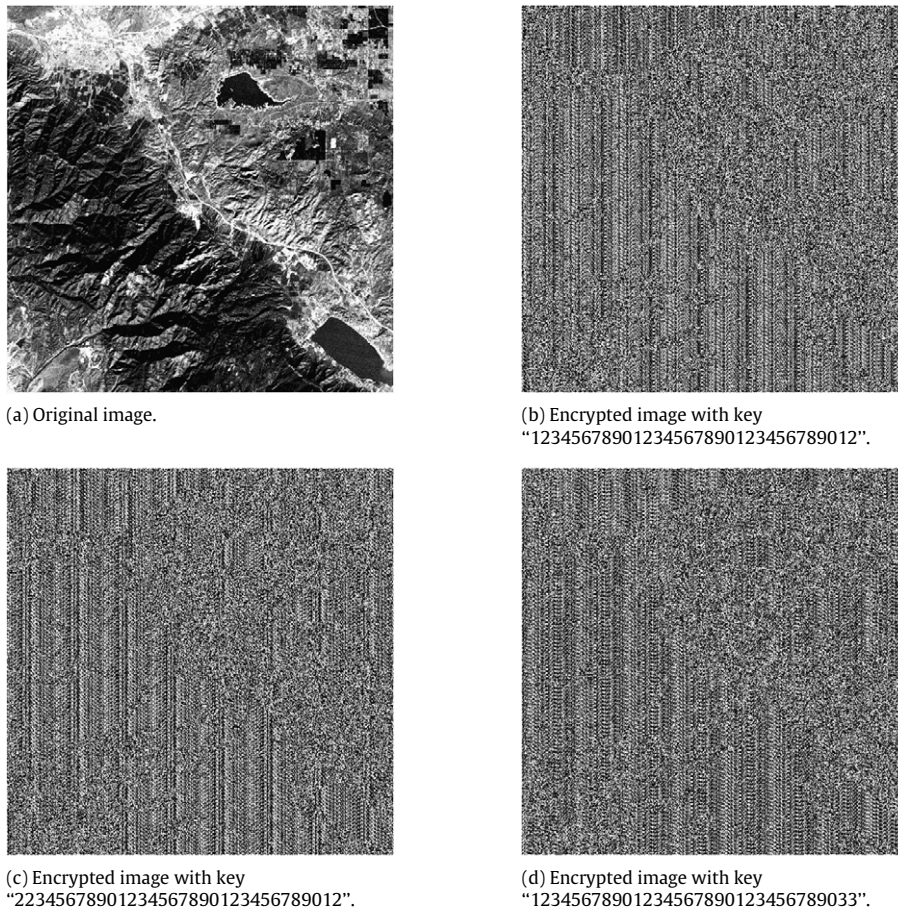 (a) Original image.
(b) Encrypted image with key
‘‘12345678901234567890123456789012’’.
(c) Encrypted image with key
‘‘22345678901234567890123456789012’’.
(d) Encrypted image with key
‘‘12345678901234567890123456789033’’.